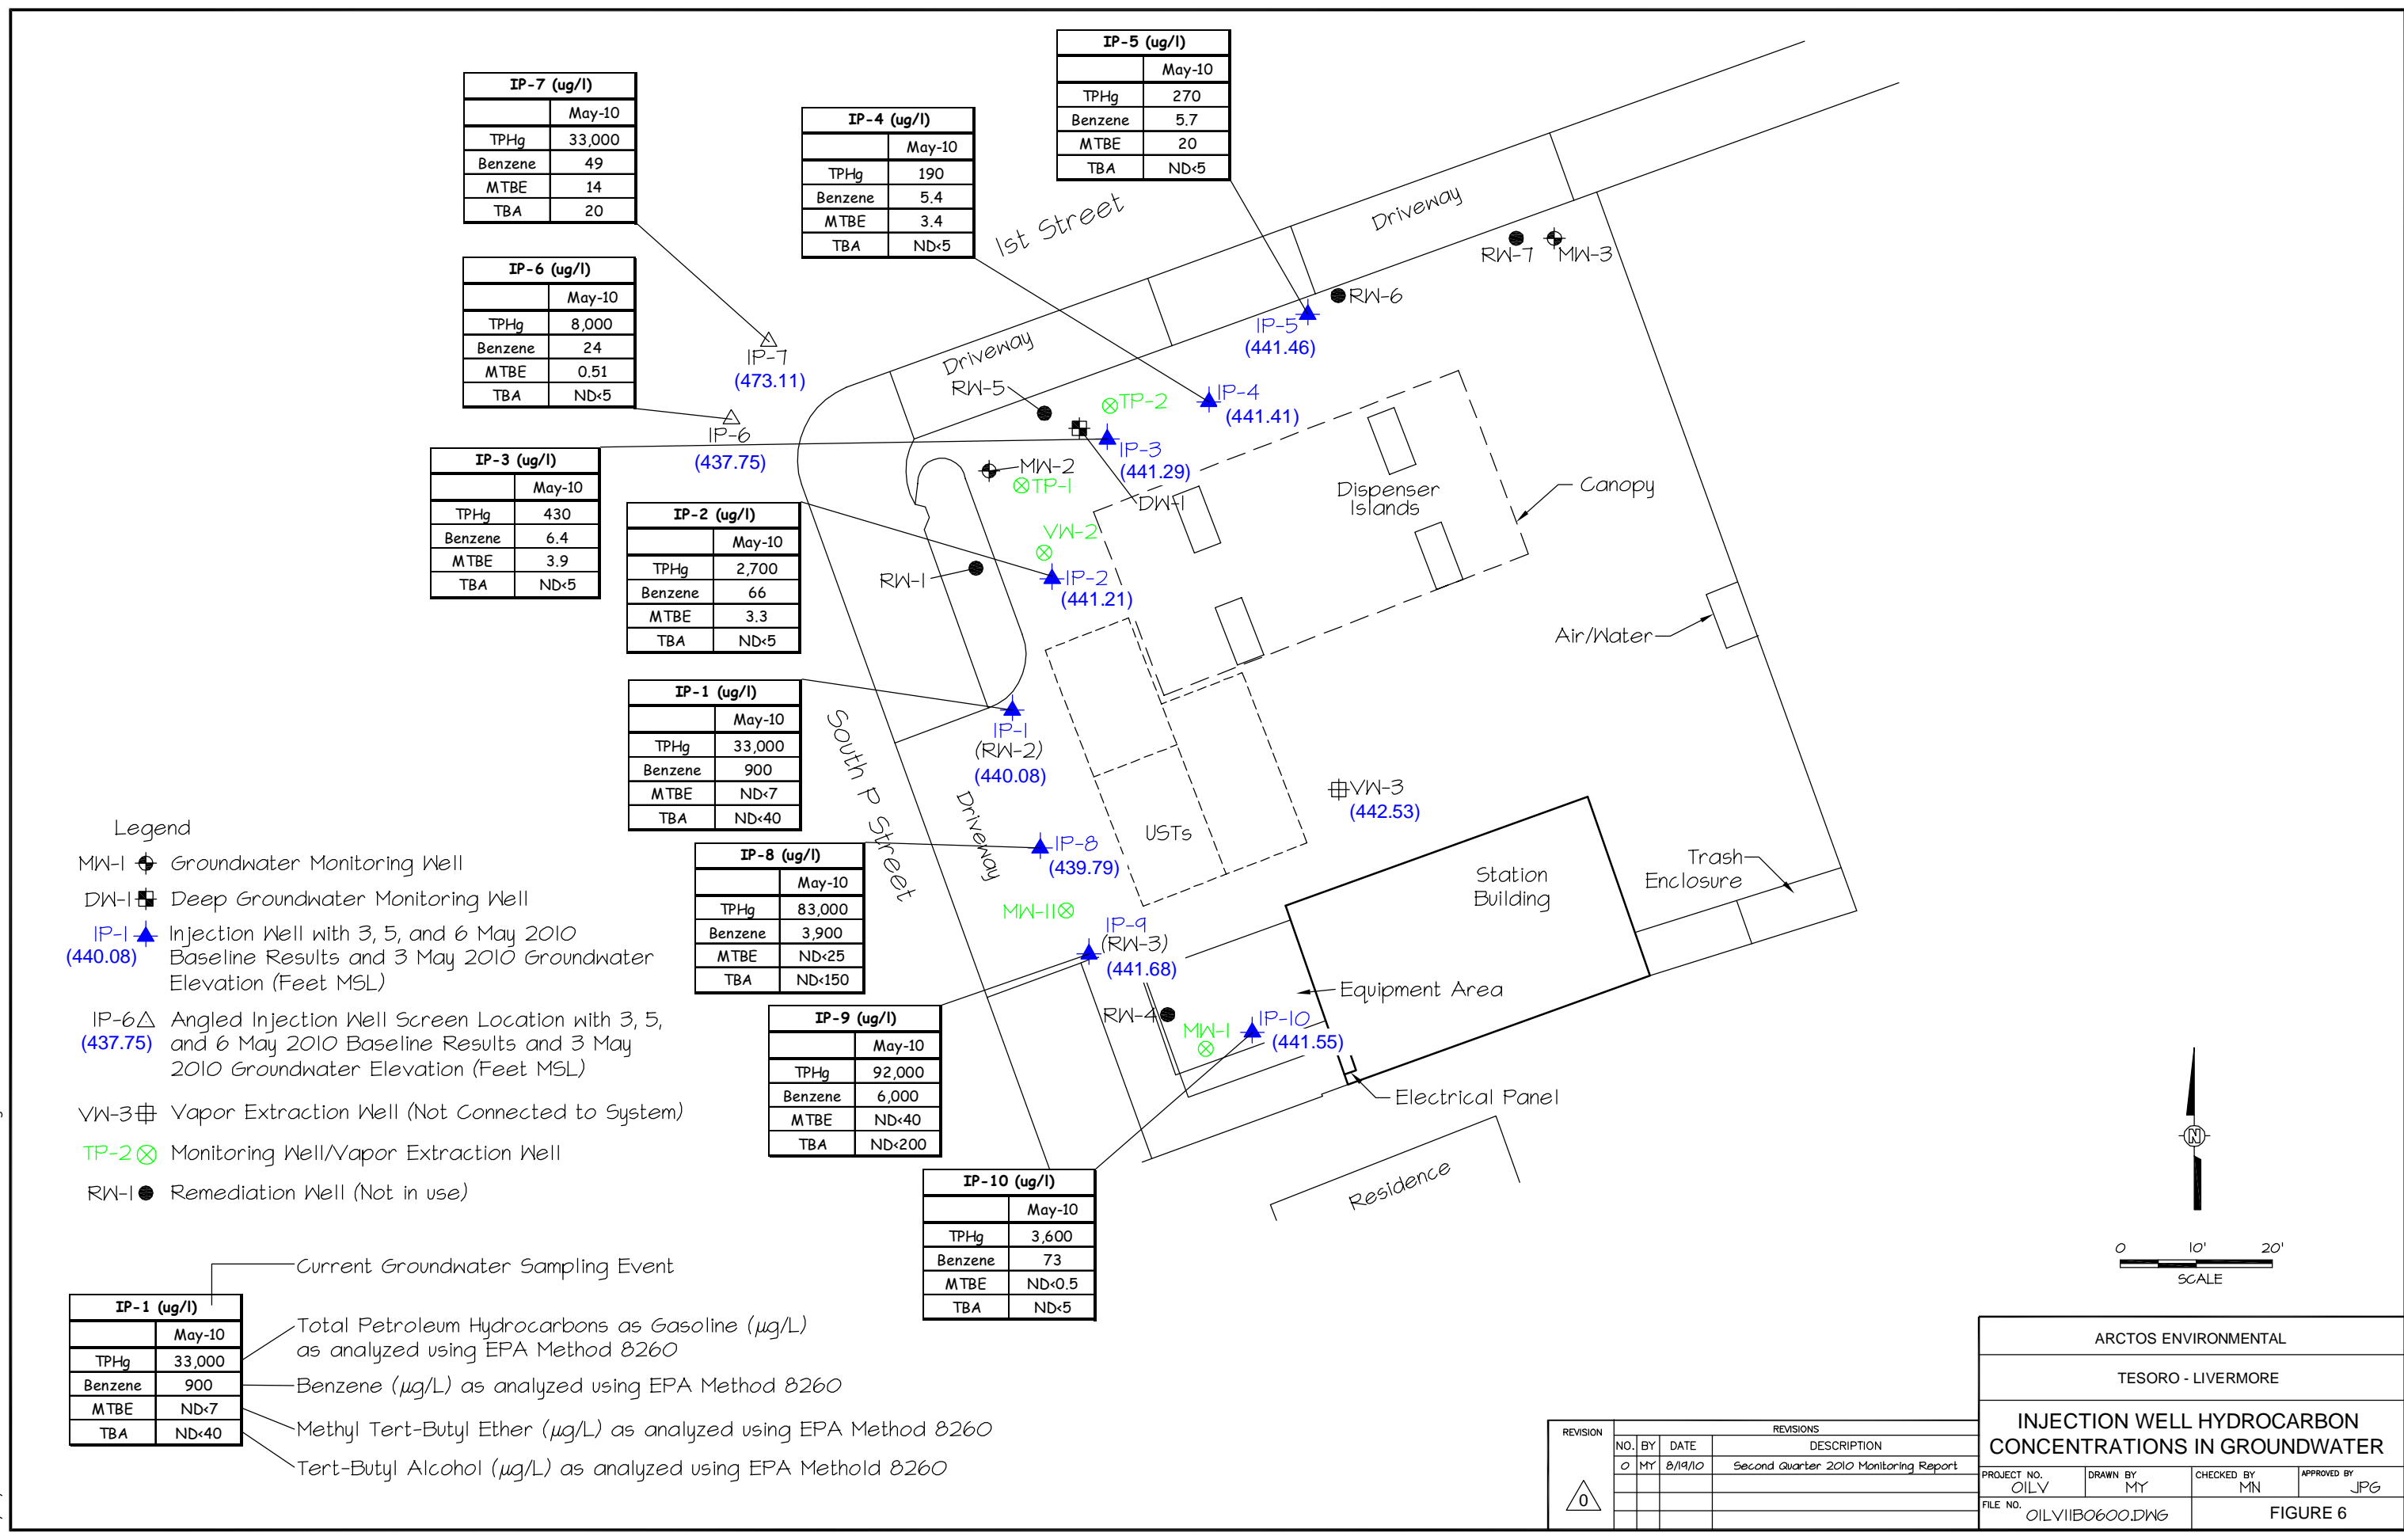 IP-5 (ug/l)
May-10
TPHg 270
Benzene 5.7
MTBE 20
TBA ND<5
IP-7 (ug/l)
May-10
TPHg 33,000
Benzene 49
MTBE 14
TBA 20
IP-4 (ug/l)
May-10
TPHg 190
Benzene 5.4
MTBE 3.4
TBA ND<5
IP-6 (ug/l)
May-10
TPHg 8,000
Benzene 24
MTBE 0.51
TBA ND<5
IP-3 (ug/l)
May-10
TPHg 430
Benzene 6.4
MTBE 3.9
TBA ND<5
IP-2 (ug/l)
May-10
TPHg 2,700
Benzene 66
MTBE 3.3
TBA ND<5
IP-1 (ug/l)
May-10
TPHg 33,000
Benzene 900
MTBE ND<7
TBA ND<40
IP-8 (ug/l)
May-10
TPHg 83,000
Benzene 3,900
MTBE ND<25
TBA ND<150
IP-9 (ug/l)
May-10
TPHg 92,000
Benzene 6,000
MTBE ND<40
TBA ND<200
IP-10 (ug/l)
May-10
TPHg 3,600
Benzene 73
MTBE ND<0.5
TBA ND<5
1st Street
Driveway
RW-7
MW-3
RW-6
IP-5
(441.46)
Driveway
IP-7
(473.11)
RW-5
TP-2
IP-4
(441.41)
IP-6
(437.75)
IP-3
(441.29)
MW-2
TP-1
DW-1
Dispenser
Islands
Canopy
VW-2
RW-1
IP-2
(441.21)
Air/Water
IP-1
(RW-2)
(440.08)
South P Street
Driveway
VW-3
(442.53)
USTs
IP-8
(439.79)
Station
Building
Trash
Enclosure
MW-11
IP-9
(RW-3)
(441.68)
Equipment Area
RW-4
MW-1
IP-10
(441.55)
Electrical Panel
Residence
Legend
MW-1 Groundwater Monitoring Well
DW-1 Deep Groundwater Monitoring Well
IP-1 Injection Well with 3, 5, and 6 May 2010
(440.08) Baseline Results and 3 May 2010 Groundwater
Elevation (Feet MSL)
IP-6 Angled Injection Well Screen Location with 3, 5,
(437.75) and 6 May 2010 Baseline Results and 3 May
2010 Groundwater Elevation (Feet MSL)
VW-3 Vapor Extraction Well (Not Connected to System)
TP-2 Monitoring Well/Vapor Extraction Well
RW-1 Remediation Well (Not in use)
Current Groundwater Sampling Event
IP-1 (ug/l)
May-10
TPHg 33,000
Benzene 900
MTBE ND<7
TBA ND<40
Total Petroleum Hydrocarbons as Gasoline (µg/L)
as analyzed using EPA Method 8260
Benzene (µg/L) as analyzed using EPA Method 8260
Methyl Tert-Butyl Ether (µg/L) as analyzed using EPA Method 8260
Tert-Butyl Alcohol (µg/L) as analyzed using EPA Methold 8260
N
0 10' 20'
SCALE
REVISION
0
REVISIONS
NO. BY DATE DESCRIPTION
0 MY 8/19/10 Second Quarter 2010 Monitoring Report
ARCTOS ENVIRONMENTAL
TESORO - LIVERMORE
INJECTION WELL HYDROCARBON
CONCENTRATIONS IN GROUNDWATER
PROJECT NO. 01LV
DRAWN BY MY
CHECKED BY MN
APPROVED BY JPG
FILE NO. 01LV11B0600.DWG
FIGURE 6